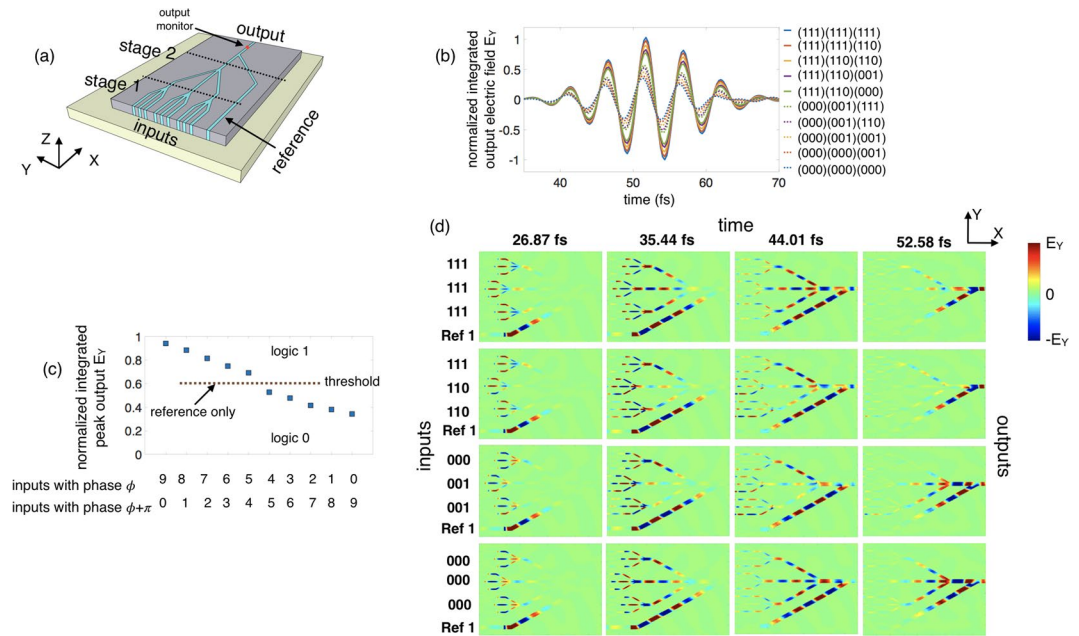 (a)
output
monitor
output
stage 2
stage 1
inputs
reference
Z
Y
X
(b)
normalized integrated
output electric field EY
1
0.5
0
-0.5
-1
40
50
60
70
time (fs)
(111)(111)(111)
(111)(111)(110)
(111)(110)(110)
(111)(110)(001)
(111)(110)(000)
(000)(001)(111)
(000)(001)(110)
(000)(001)(001)
(000)(000)(001)
(000)(000)(000)
(c)
normalized integrated
peak output EY
1
0.8
0.6
0.4
0.2
0
logic 1
threshold
reference only
logic 0
inputs with phase ϕ 9 8 7 6 5 4 3 2 1 0
inputs with phase ϕ+π 0 1 2 3 4 5 6 7 8 9
(d)
time
Y
X
26.87 fs 35.44 fs 44.01 fs 52.58 fs
inputs
111
111
111
Ref 1
111
110
110
Ref 1
000
001
001
Ref 1
000
000
000
Ref 1
outputs
EY
0
-EY